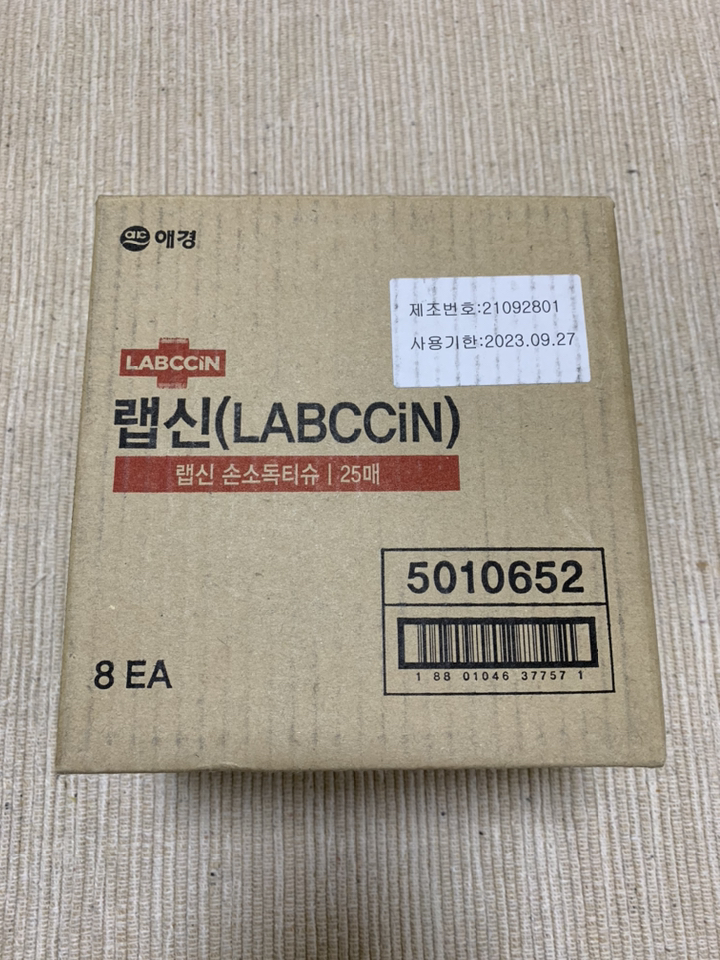 애경
제조번호:21092801
사용기한:2023.09.27
LABCCiN
랩신(LABCCiN)
랩신 손소독티슈 | 25매
5010652
1 88 01046 37757 1
8 EA